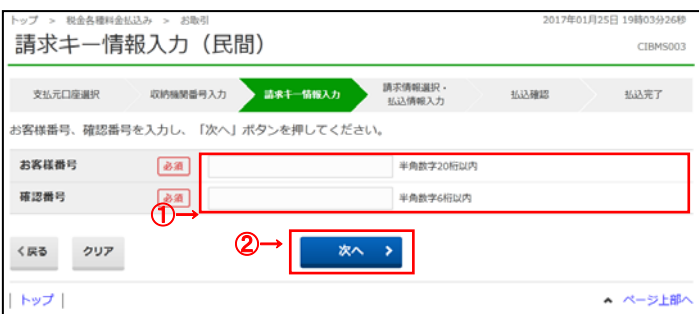 トップ > 税金各種料金払込み > お取引
2017年01月25日 19時03分26秒
請求キー情報入力（民間）
CIBMS003
支払元口座選択
収納機関番号入力
請求キー情報入力
請求情報選択・
払込情報入力
払込確認
払込完了
お客様番号、確認番号を入力し、「次へ」ボタンを押してください。
お客様番号 必須 半角数字20桁以内
確認番号 必須 半角数字6桁以内
①→
く戻る クリア ②→ 次へ >
| トップ | ▲ ページ上部へ